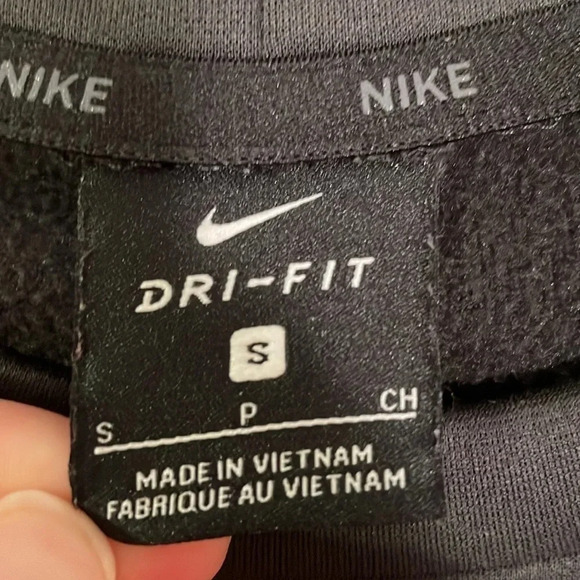 NIKE NIKE
DRI-FIT
S
S P CH
MADE IN VIETNAM
FABRIQUE AU VIETNAM